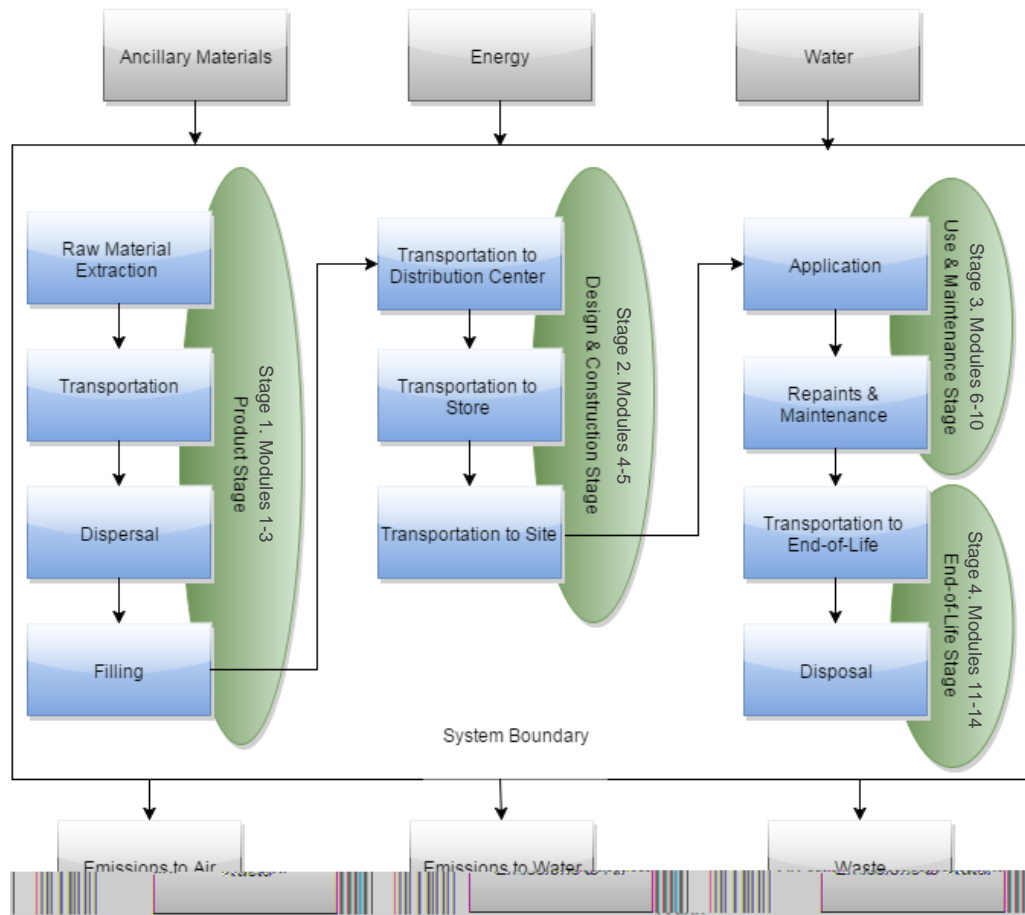 Ancillary Materials
Energy
Water
Raw Material
Extraction
Transportation
Dispersal
Filling
Stage 1. Modules 1-3
Product Stage
Transportation to
Distribution Center
Transportation to
Store
Transportation to Site
Stage 2. Modules 4-5
Design & Construction Stage
Application
Repaints &
Maintenance
Stage 3. Modules 6-10
Use & Maintenance Stage
Transportation to
End-of-Life
Disposal
Stage 4. Modules 11-14
End-of-Life Stage
System Boundary
Emissions to Air
Emissions to Water
Waste